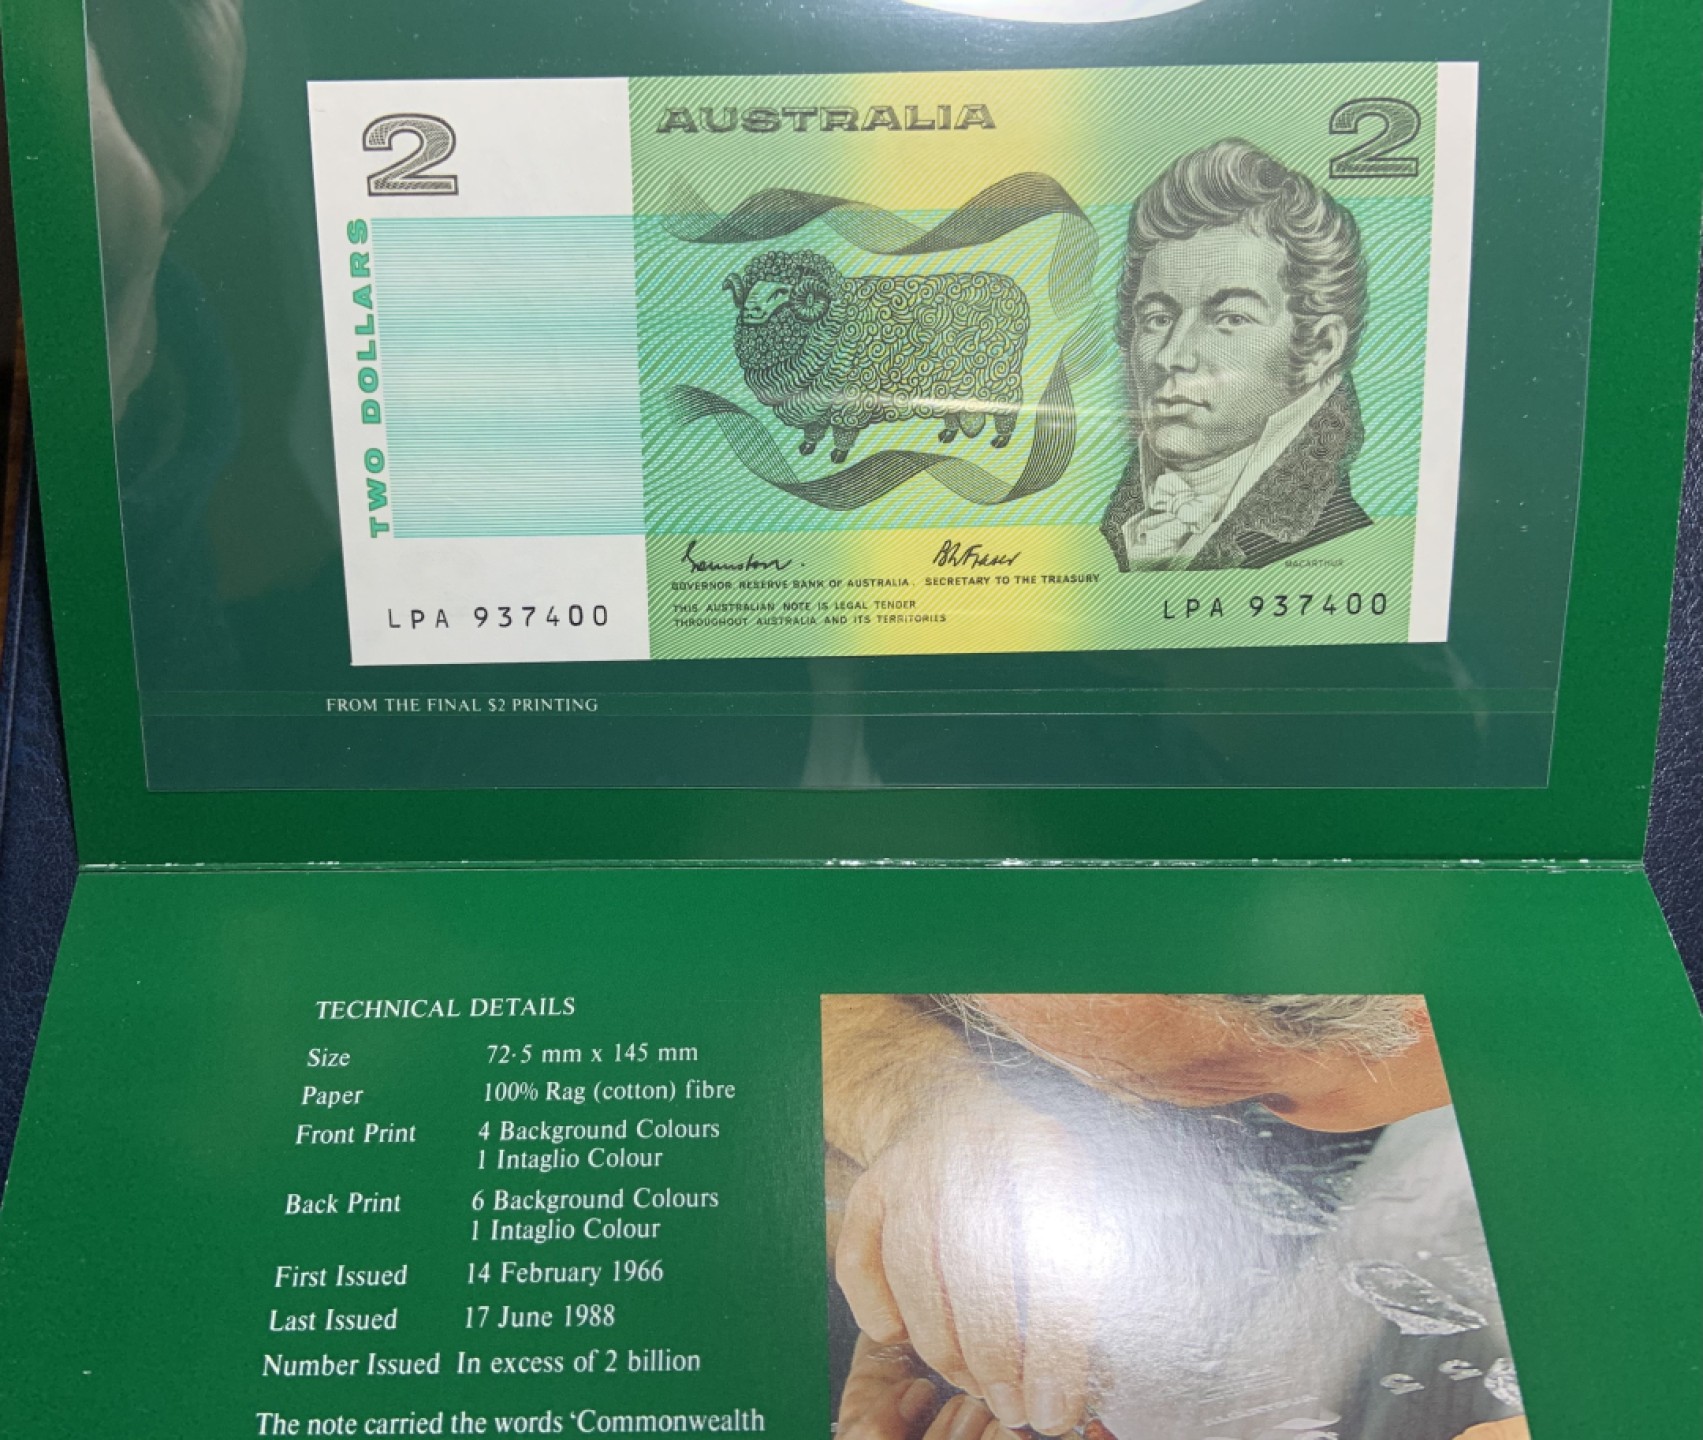 2
AUSTRALIA
2
TWO DOLLARS
GOVERNOR, RESERVE BANK OF AUSTRALIA. SECRETARY TO THE TREASURY
MACARTHUR
THIS AUSTRALIAN NOTE IS LEGAL TENDER
THROUGHOUT AUSTRALIA AND ITS TERRITORIES
LPA 937400
LPA 937400
FROM THE FINAL $2 PRINTING
TECHNICAL DETAILS
Size 72·5 mm x 145 mm
Paper 100% Rag (cotton) fibre
Front Print 4 Background Colours
1 Intaglio Colour
Back Print 6 Background Colours
1 Intaglio Colour
First Issued 14 February 1966
Last Issued 17 June 1988
Number Issued In excess of 2 billion
The note carried the words ‘Commonwealth